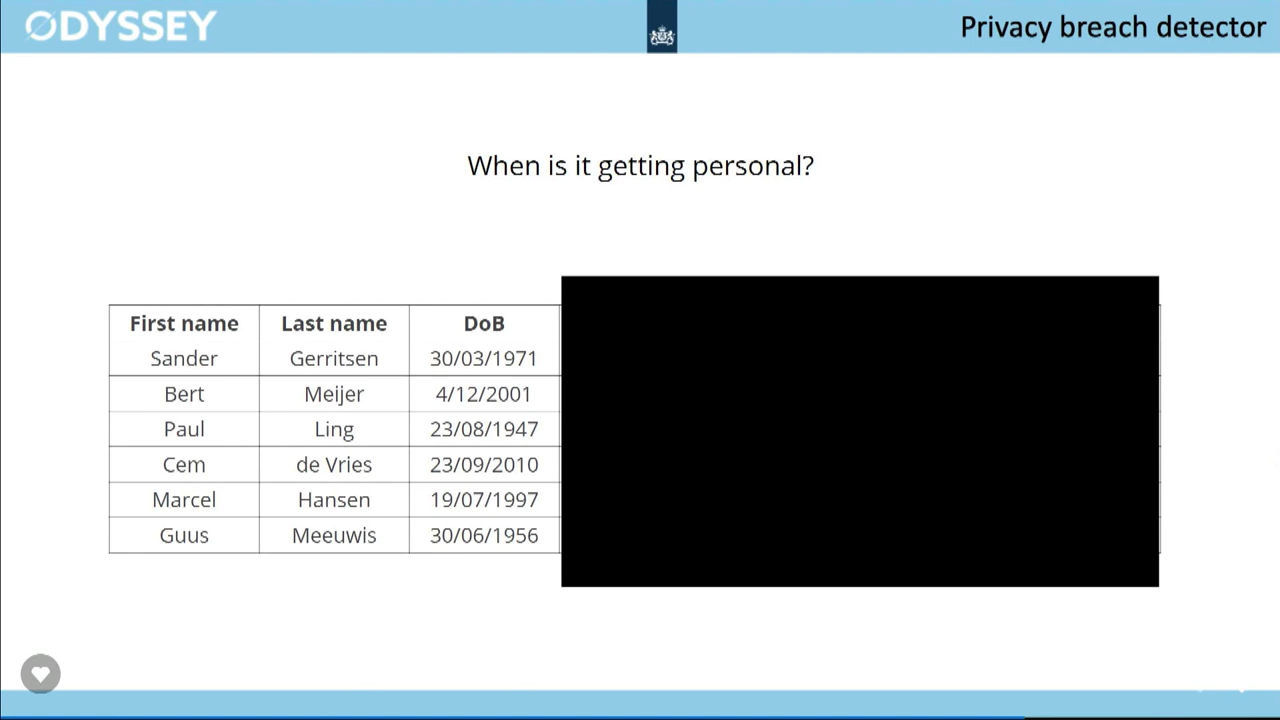 ODYSSEY
Privacy breach detector
When is it getting personal?
First name Last name DoB
Sander Gerritsen 30/03/1971
Bert Meijer 4/12/2001
Paul Ling 23/08/1947
Cem de Vries 23/09/2010
Marcel Hansen 19/07/1997
Guus Meeuwis 30/06/1956